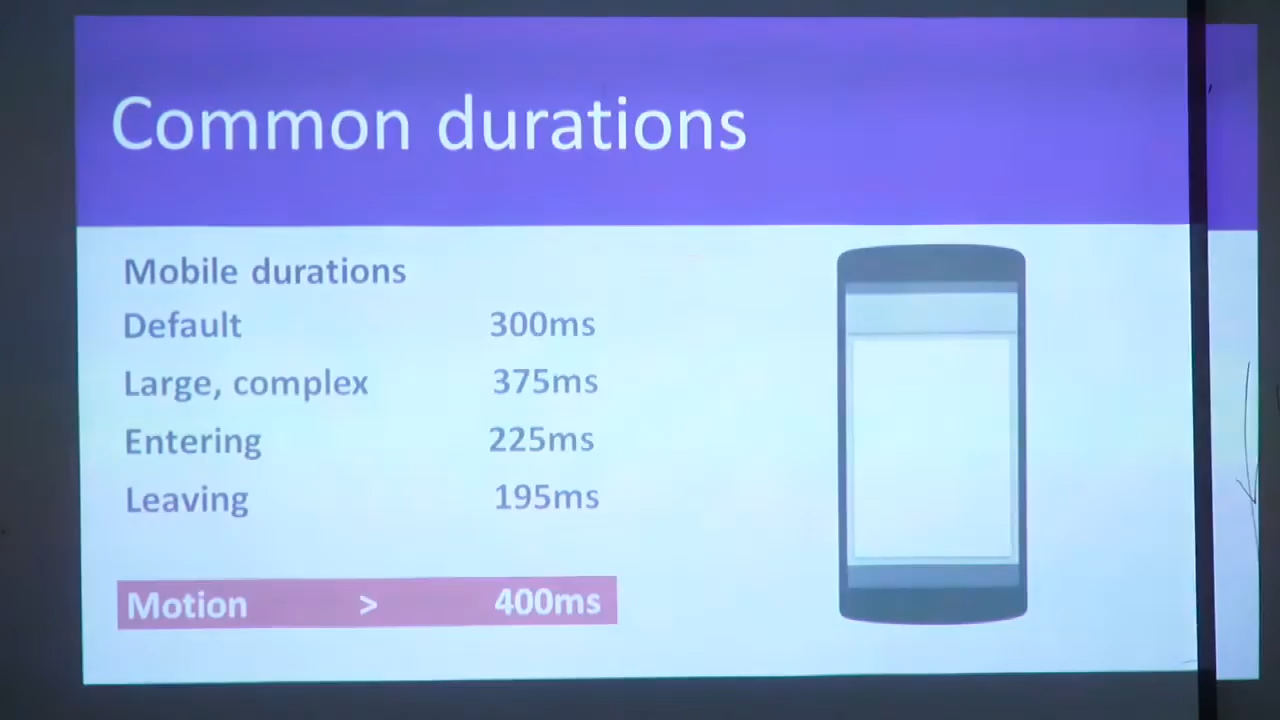 Common durations
Mobile durations
Default 300ms
Large, complex 375ms
Entering 225ms
Leaving 195ms
Motion > 400ms